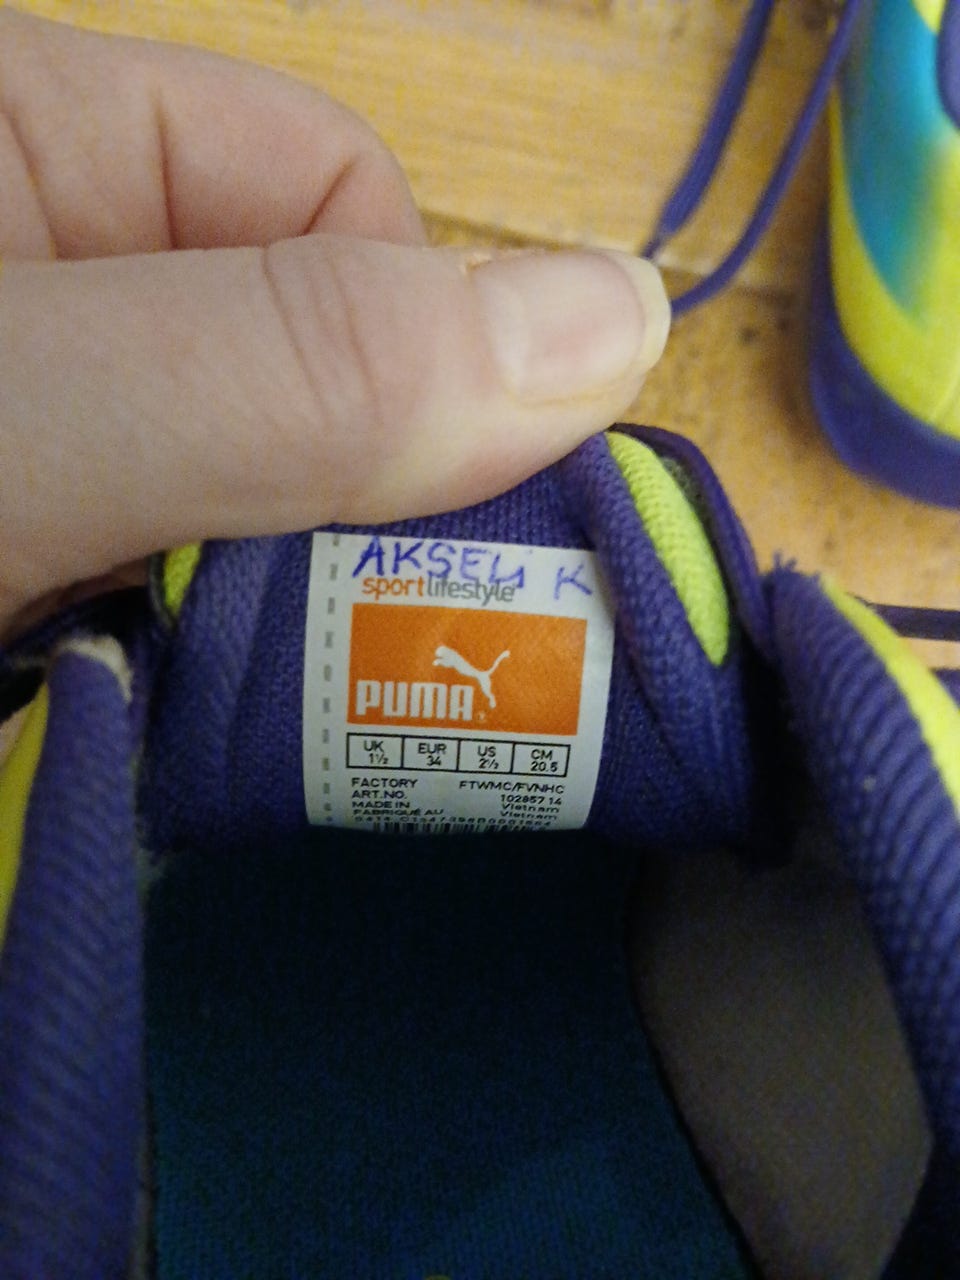 AKSELI K
sportlifestyle
PUMA
UK EUR US CM
1½ 34 2½ 20.5
FACTORY FTWMC/FVNHC
ART.NO. 102857 14
MADE IN Vietnam
FABRIQUÉ AU Vietnam